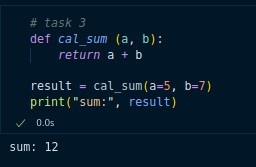 # task 3
def cal_sum (a, b):
    return a + b

result = cal_sum(a=5, b=7)
print("sum:", result)
✓ 0.0s
sum: 12